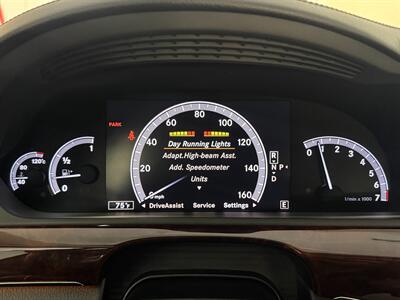 PARK
60 80 100
40 120
20 140
0 mph 160
Day Running Lights
Adapt.High-beam Asst.
Add. Speedometer
Units
DriveAssist Service Settings
75°F
R
N P
D
E
120°C
80
40
1
½
0
0 1 2 3 4 5 6 7
1/min x 1000